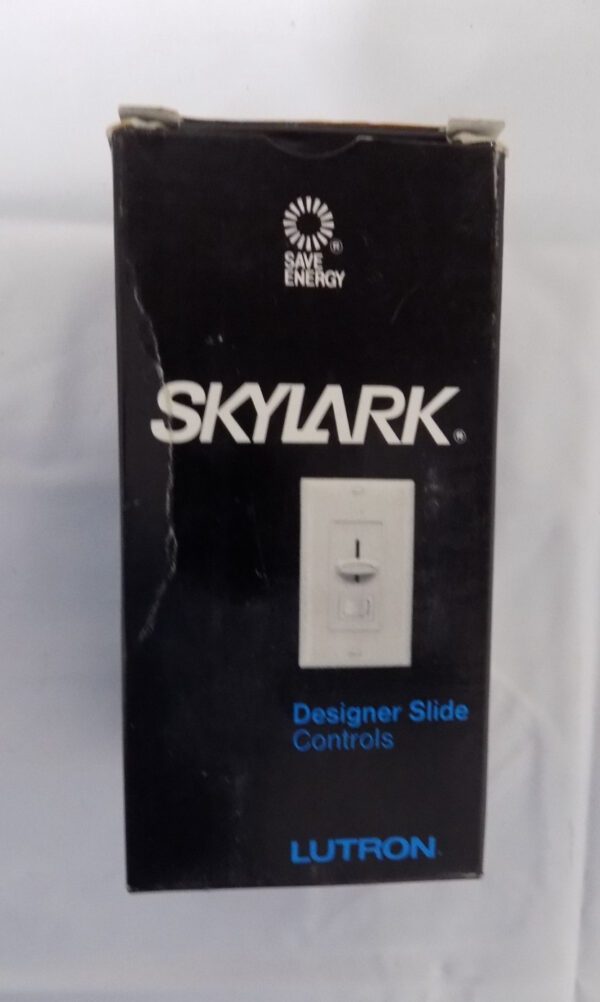 ®
SAVE
ENERGY
SKYLARK®
Designer Slide
Controls
LUTRON